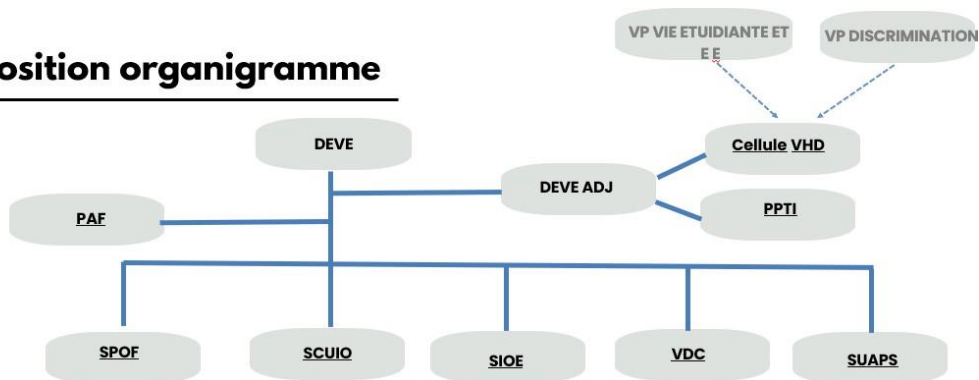 VP VIE ETUIDIANTE ET
E E
VP DISCRIMINATION
osition organigramme
DEVE
Cellule VHD
DEVE ADJ
PAF
PPTI
SPOF
SCUIO
SIOE
VDC
SUAPS